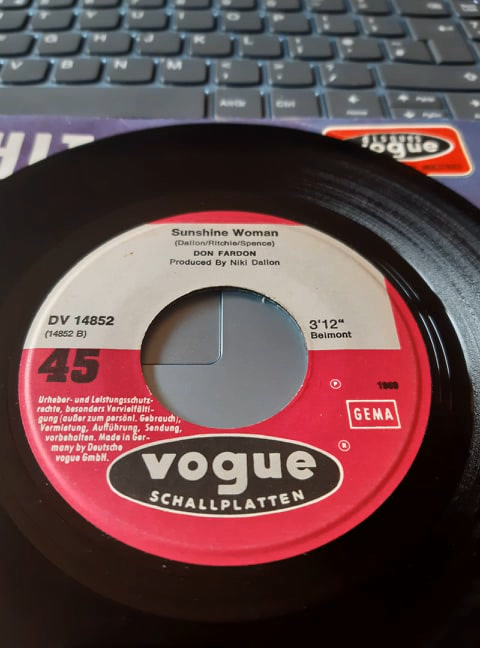 HIT
DISQUES
vogue
Sunshine Woman
(Dallon/Ritchie/Spence)
DON FARDON
Produced By Niki Dallon
DV 14852
(14852 B)
3'12"
Belmont
45
Ⓟ 1969
GEMA
Urheber- und Leistungsschutz-
rechte, besonders Vervielfälti-
gung (außer zum persönl. Gebrauch),
Vermietung, Aufführung, Sendung,
vorbehalten. Made in Ger-
many by Deutsche
vogue GmbH.
®
vogue
SCHALLPLATTEN